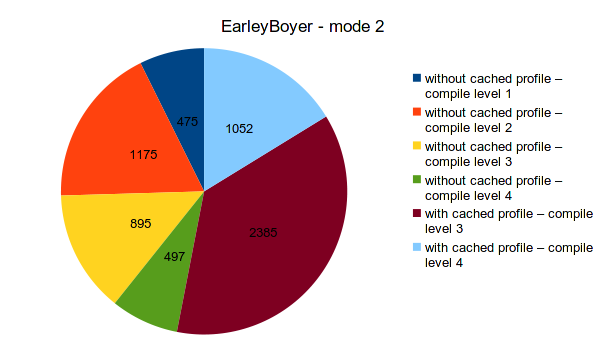 EarleyBoyer - mode 2
475
1052
1175
895
2385
497
without cached profile –
compile level 1
without cached profile –
compile level 2
without cached profile –
compile level 3
without cached profile –
compile level 4
with cached profile – compile
level 3
with cached profile – compile
level 4